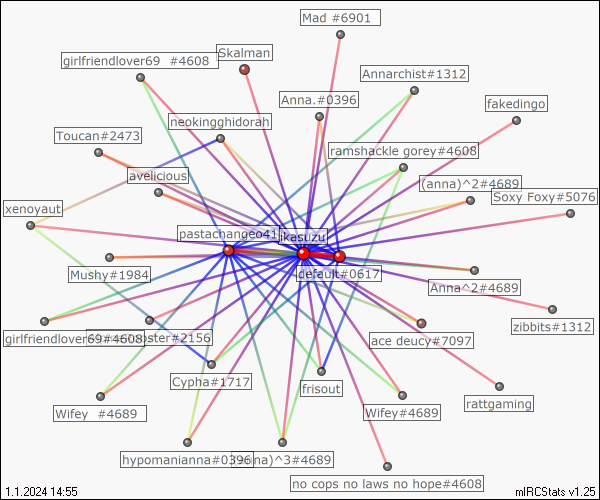 Mad #6901
girlfriendlover69 #4608
Skalman
Annarchist#1312
Anna.#0396
fakedingo
neokingghidorah
Toucan#2473
ramshackle gorey#4608
avelicious
(anna)^2#4689
Soxy Foxy#5076
xenoyaut
pastachanjeo41
ikasuzu
default#0617
Mushy#1984
Anna^2#4689
zibbits#1312
girlfriendlover69#4608
#2156
ace deucy#7097
Cypha#1717
frisout
rattgaming
Wifey #4689
Wifey#4689
hypomanianna#0396
)^3#4689
no cops no laws no hope#4608
1.1.2024 14:55
mIRCStats v1.25